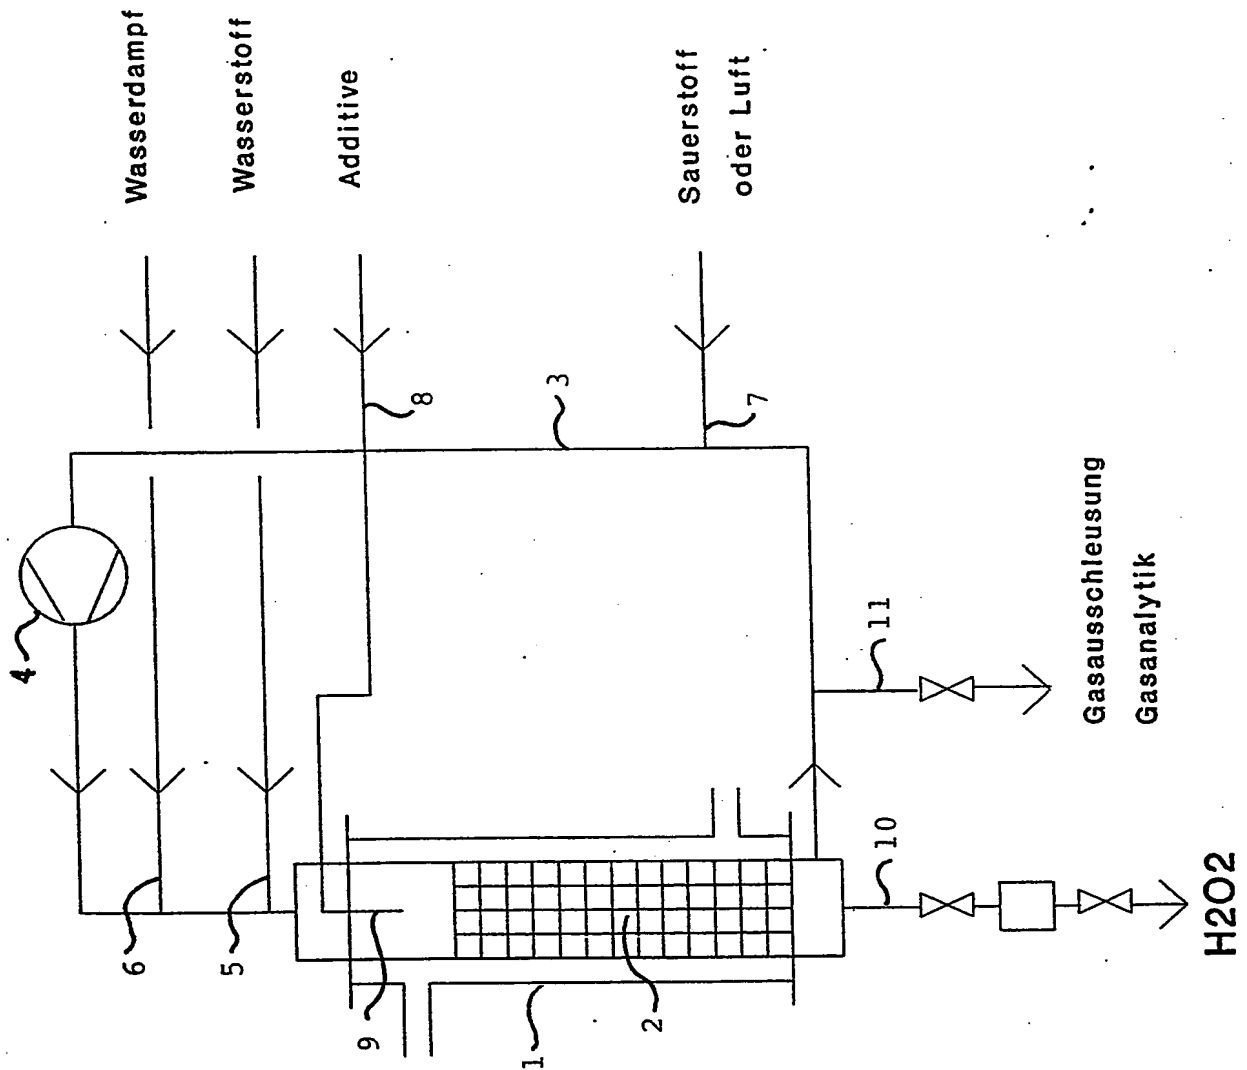 Wasserdampf
Wasserstoff
Additive
Sauerstoff
oder Luft
4
3
8
7
6
5
9
1
2
10
11
Gasausschleusung
Gasanalytik
H2O2